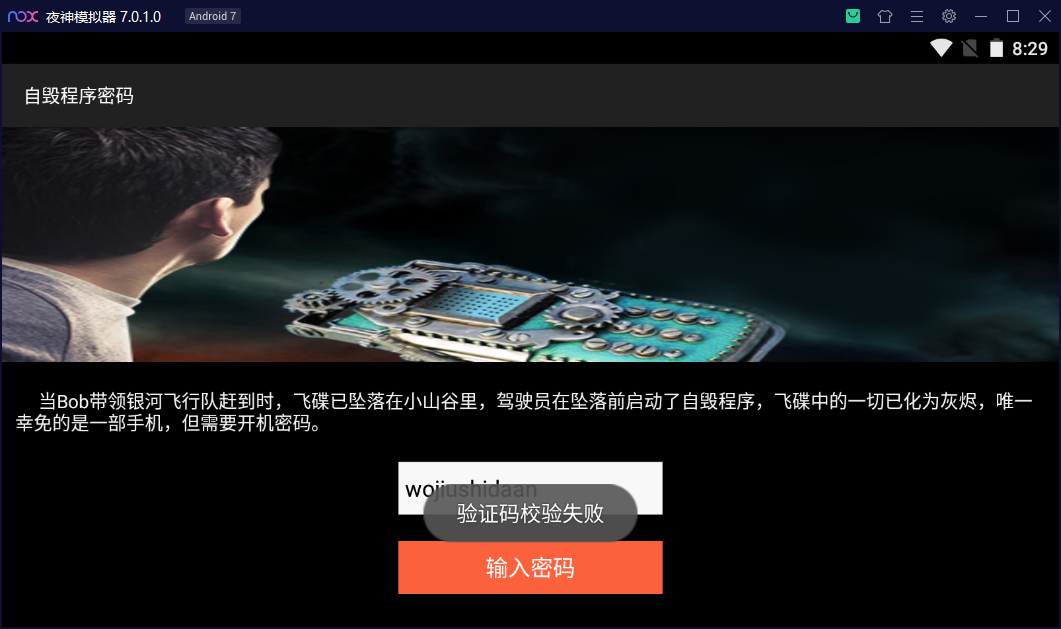 nox 夜神模拟器 7.0.1.0 Android 7
8:29
自毁程序密码
当Bob带领银河飞行队赶到时，飞碟已坠落在小山谷里，驾驶员在坠落前启动了自毁程序，飞碟中的一切已化为灰烬，唯一
幸免的是一部手机，但需要开机密码。
wojiushidaan
验证码校验失败
输入密码